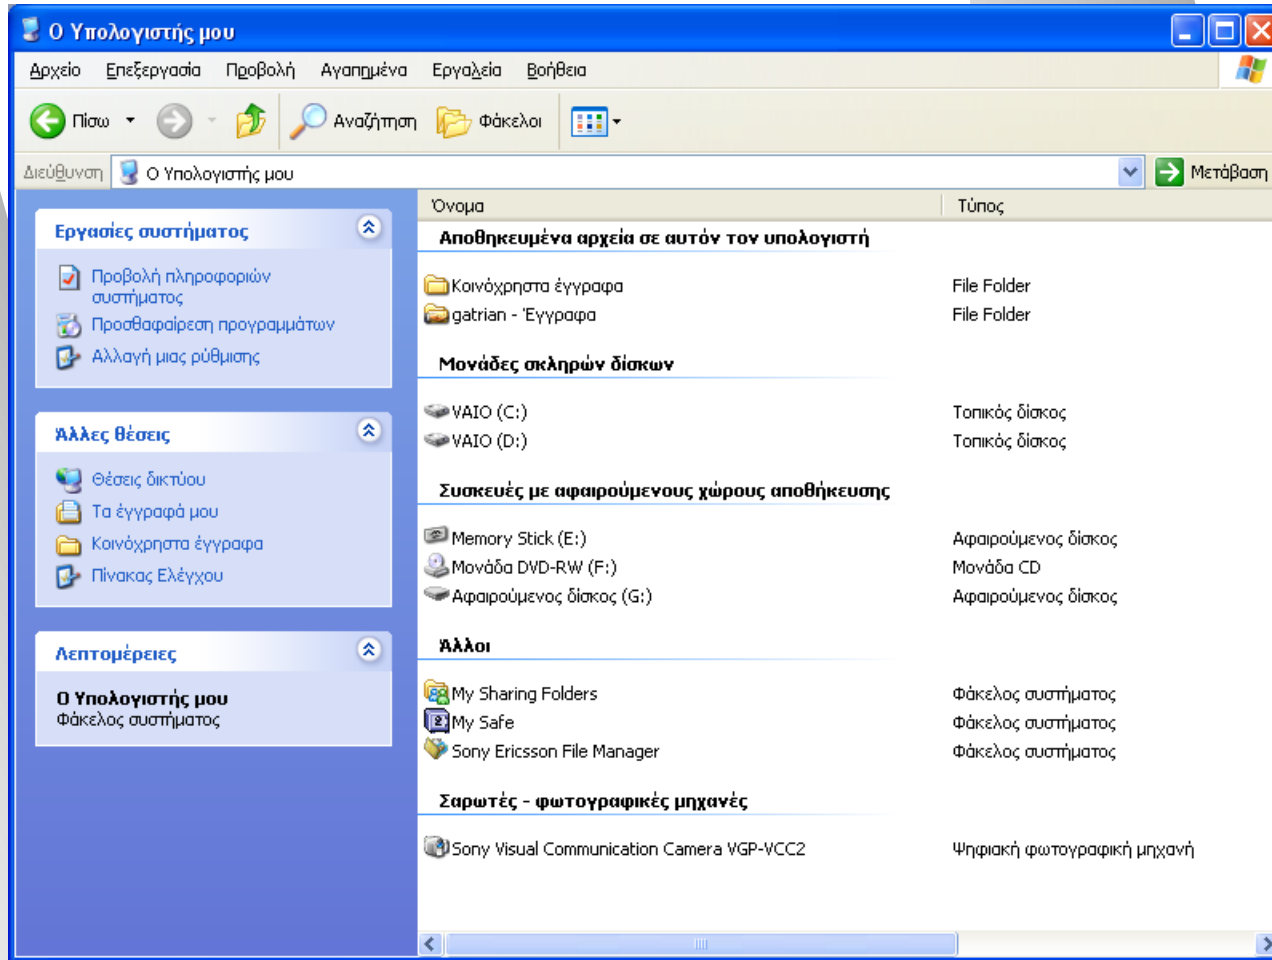 Ο Υπολογιστής μου
Αρχείο Επεξεργασία Προβολή Αγαπημένα Εργαλεία Βοήθεια
Πίσω Αναζήτηση Φάκελοι
Διεύθυνση Ο Υπολογιστής μου Μετάβαση
Εργασίες συστήματος
Προβολή πληροφοριών
συστήματος
Προσθαφαίρεση προγραμμάτων
Αλλαγή μιας ρύθμισης
Άλλες θέσεις
Θέσεις δικτύου
Τα έγγραφά μου
Κοινόχρηστα έγγραφα
Πίνακας Ελέγχου
Λεπτομέρειες
Ο Υπολογιστής μου
Φάκελος συστήματος
Όνομα Τύπος
Αποθηκευμένα αρχεία σε αυτόν τον υπολογιστή
Κοινόχρηστα έγγραφα File Folder
gatrian - Έγγραφα File Folder
Μονάδες σκληρών δίσκων
VAIO (C:) Τοπικός δίσκος
VAIO (D:) Τοπικός δίσκος
Συσκευές με αφαιρούμενους χώρους αποθήκευσης
Memory Stick (E:) Αφαιρούμενος δίσκος
Μονάδα DVD-RW (F:) Μονάδα CD
Αφαιρούμενος δίσκος (G:) Αφαιρούμενος δίσκος
Άλλοι
My Sharing Folders Φάκελος συστήματος
My Safe Φάκελος συστήματος
Sony Ericsson File Manager Φάκελος συστήματος
Σαρωτές - φωτογραφικές μηχανές
Sony Visual Communication Camera VGP-VCC2 Ψηφιακή φωτογραφική μηχανή